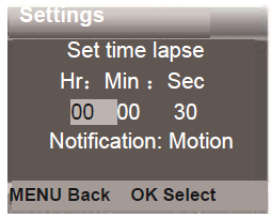 Settings
Set time lapse
Hr： Min ： Sec
00 00 30
Notification: Motion
MENU Back OK Select